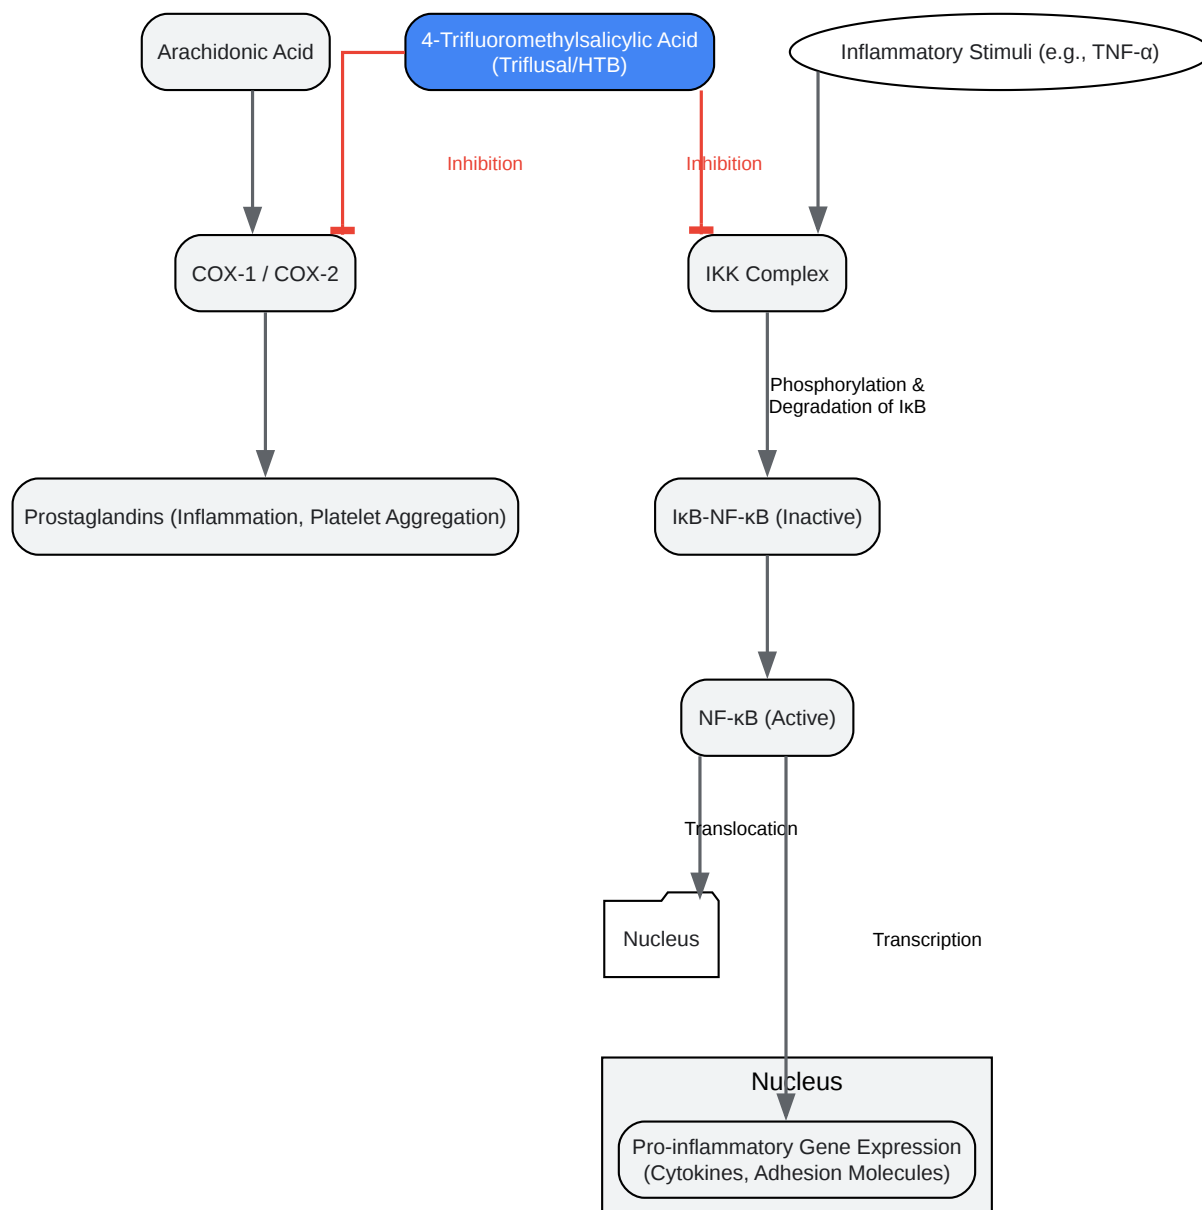 Arachidonic Acid
4-Trifluoromethylsalicylic Acid
(Triflusal/HTB)
Inflammatory Stimuli (e.g., TNF-α)
Inhibition
Inhibition
COX-1 / COX-2
IKK Complex
Phosphorylation &
Degradation of IκB
Prostaglandins (Inflammation, Platelet Aggregation)
IκB-NF-κB (Inactive)
NF-κB (Active)
Translocation
Nucleus
Transcription
Nucleus
Pro-inflammatory Gene Expression
(Cytokines, Adhesion Molecules)